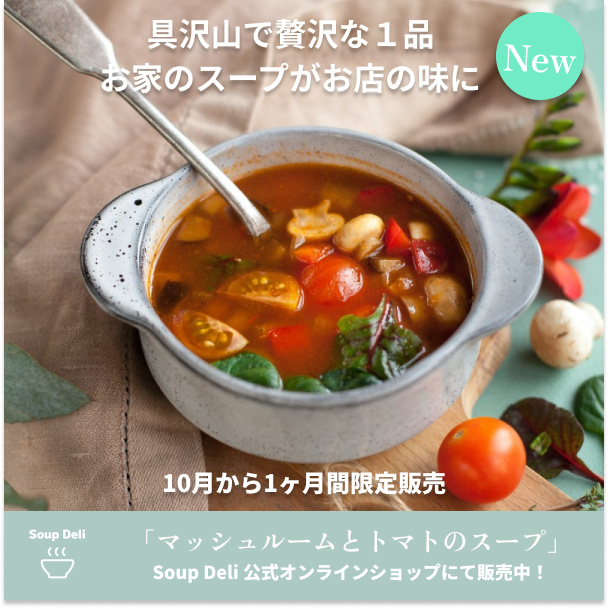 具沢山で贅沢な１品
お家のスープがお店の味に
New
10月から1ヶ月間限定販売
Soup Deli
「マッシュルームとトマトのスープ」
Soup Deli 公式オンラインショップにて販売中！